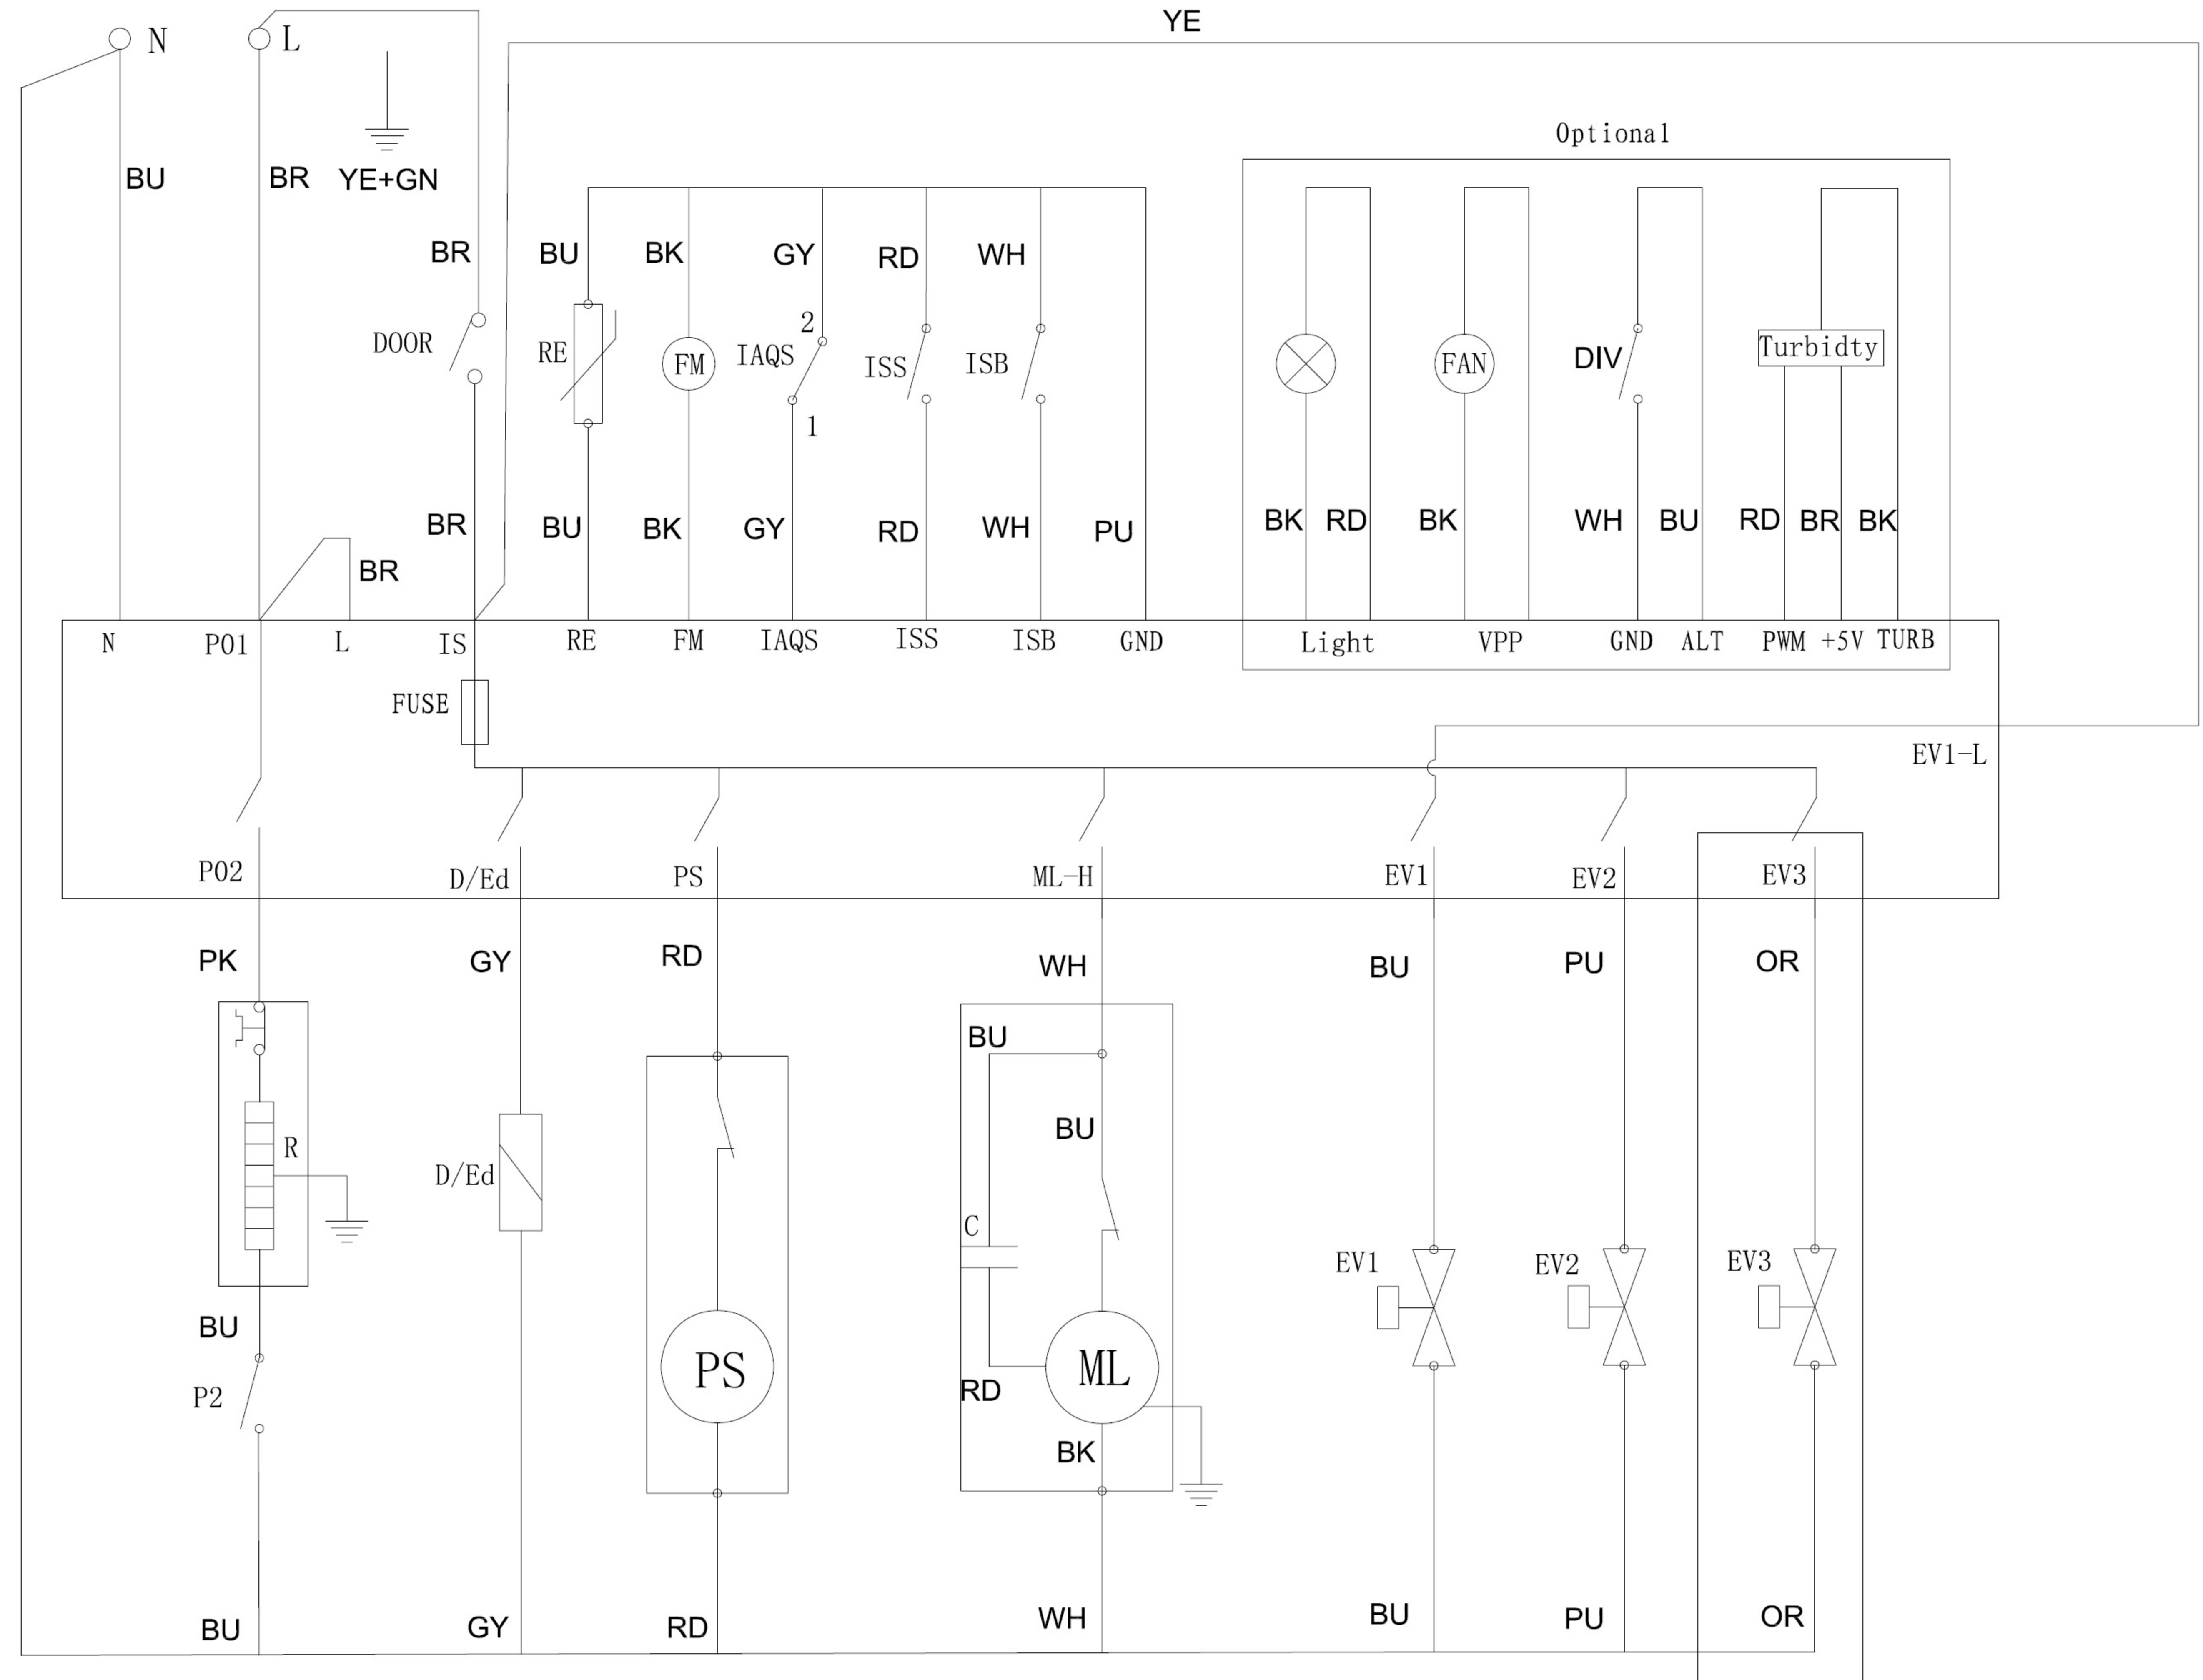 YE
N
L
Optional
BU
BR
YE+GN
BR
BU
BK
GY
RD
WH
2
DOOR
RE
FM
IAQS
ISS
ISB
FAN
DIV
Turbidty
1
BR
BU
BK
GY
RD
WH
PU
BK
RD
BK
WH
BU
RD
BR
BK
BR
N
PO1
L
IS
RE
FM
IAQS
ISS
ISB
GND
Light
VPP
GND
ALT
PWM
+5V
TURB
FUSE
EV1-L
PO2
D/Ed
PS
ML-H
EV1
EV2
EV3
PK
GY
RD
WH
BU
PU
OR
BU
BU
R
D/Ed
C
EV1
EV2
EV3
BU
PS
ML
P2
RD
BK
BU
GY
RD
WH
BU
PU
OR